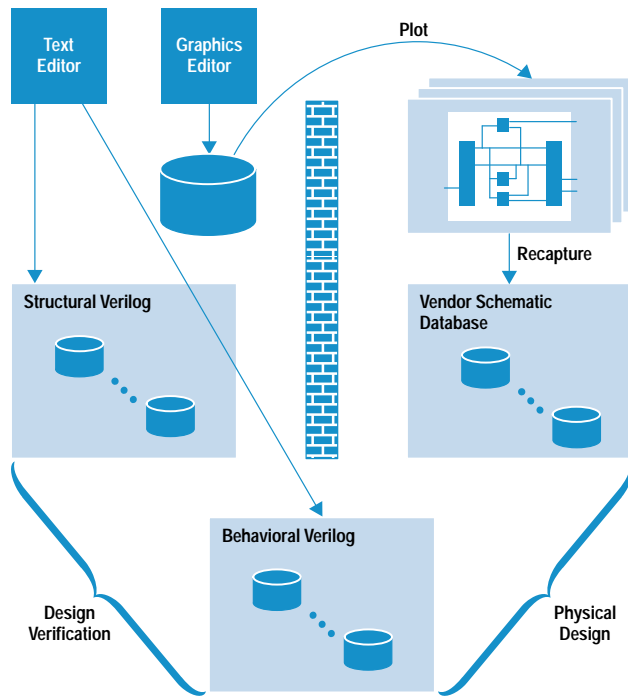 Text
Editor
Graphics
Editor
Plot
Recapture
Structural Verilog
Vendor Schematic
Database
Behavioral Verilog
Design
Verification
Physical
Design